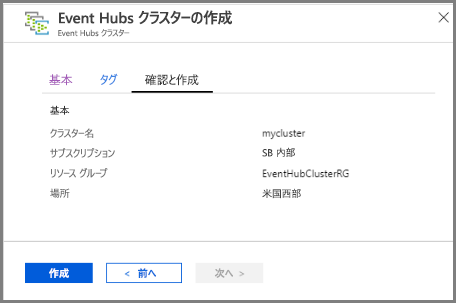 Event Hubs クラスターの作成
Event Hubs クラスター
基本 タグ 確認と作成
基本
クラスター名 mycluster
サブスクリプション SB 内部
リソース グループ EventHubClusterRG
場所 米国西部
作成 < 前へ 次へ >